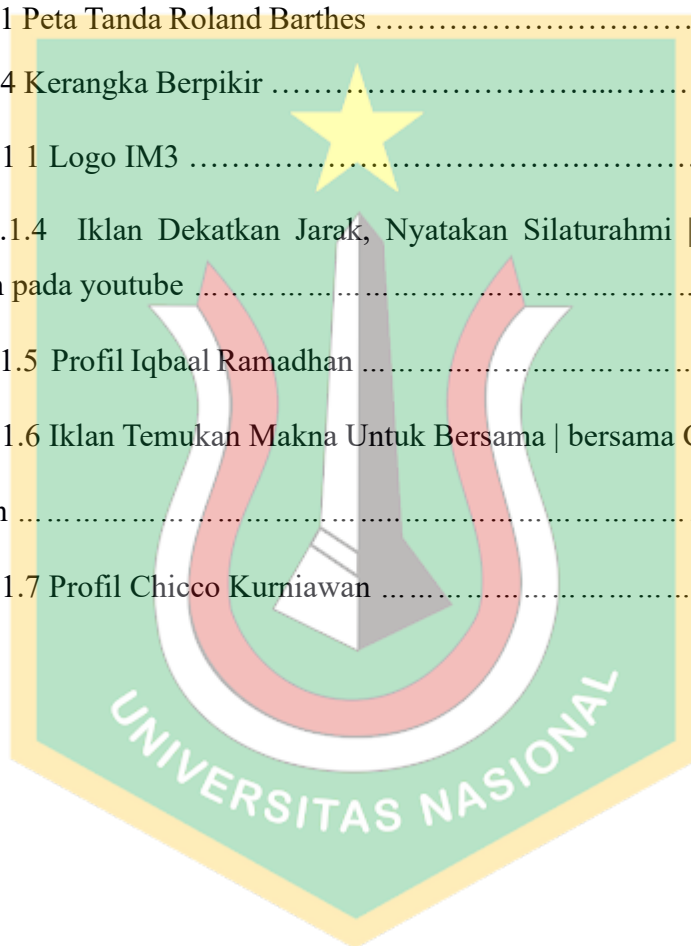 1 Peta Tanda Roland Barthes ……………………………
4 Kerangka Berpikir …………………………...………
1 1 Logo IM3 …………………………………..…………
.1.4 Iklan Dekatkan Jarak, Nyatakan Silaturahmi |
n pada youtube ……………………………………………
1.5 Profil Iqbaal Ramadhan ………………………………
1.6 Iklan Temukan Makna Untuk Bersama | bersama C
n ……………………………………...……………………
1.7 Profil Chicco Kurniawan ……………………………
UNIVERSITAS NASIONAL